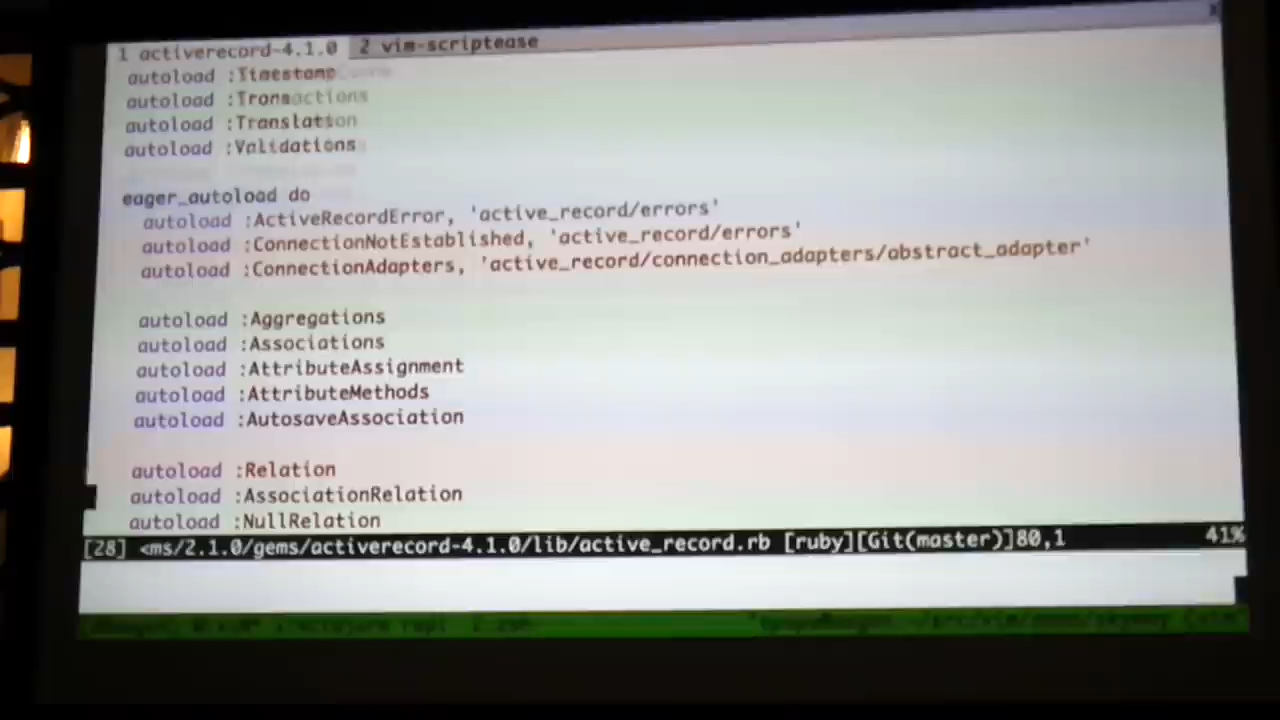 1 activerecord-4.1.0 2 vim-scriptease X
autoload :Timestamp
autoload :Transactions
autoload :Translation
autoload :Validations
eager_autoload do
autoload :ActiveRecordError, 'active_record/errors'
autoload :ConnectionNotEstablished, 'active_record/errors'
autoload :ConnectionAdapters, 'active_record/connection_adapters/abstract_adapter'
autoload :Aggregations
autoload :Associations
autoload :AttributeAssignment
autoload :AttributeMethods
autoload :AutosaveAssociation
autoload :Relation
autoload :AssociationRelation
autoload :NullRelation
[28] <ms/2.1.0/gems/activerecord-4.1.0/lib/active_record.rb [ruby][Git(master)]80,1 41%